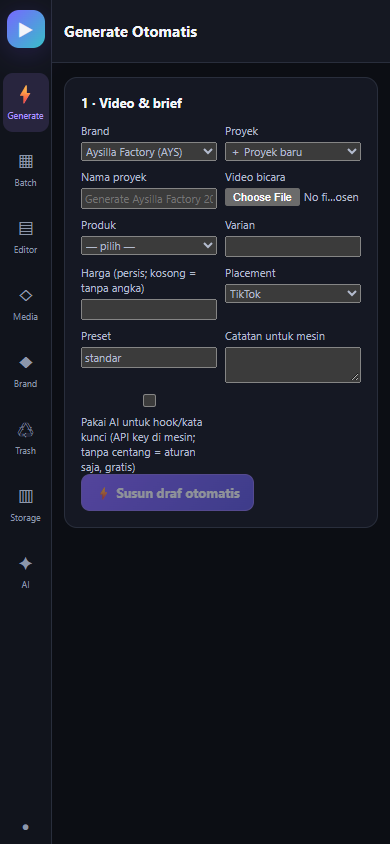 Generate Otomatis
Generate
Batch
Editor
Media
Brand
Trash
Storage
AI
1 · Video & brief
Brand
Proyek
Aysilla Factory (AYS)
+ Proyek baru
Nama proyek
Video bicara
Generate Aysilla Factory 20
Choose File
No fi...osen
Produk
Varian
— pilih —
Harga (persis; kosong =
tanpa angka)
Placement
TikTok
Preset
Catatan untuk mesin
standar
Pakai AI untuk hook/kata
kunci (API key di mesin;
tanpa centang = aturan
saja, gratis)
Susun draf otomatis